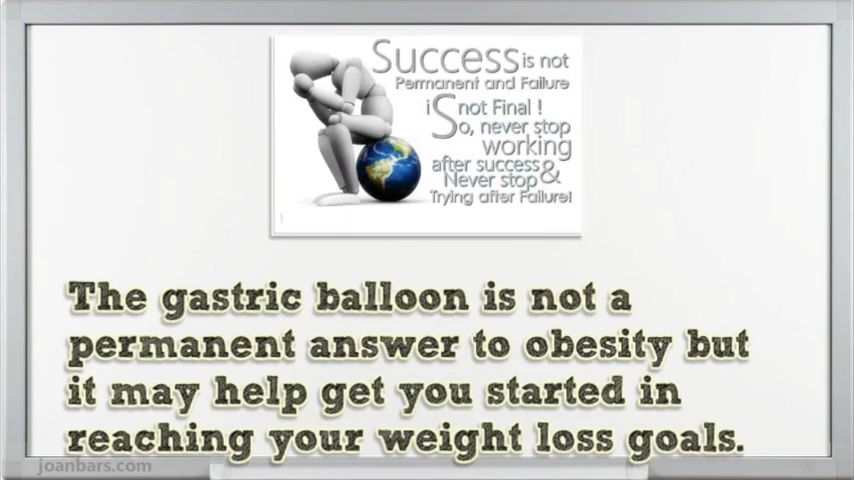 Success is not
Permanent and Failure
is not Final !
So, never stop
working
after success &
Never stop
Trying after Failure!
The gastric balloon is not a
permanent answer to obesity but
it may help get you started in
reaching your weight loss goals.
joanbars.com